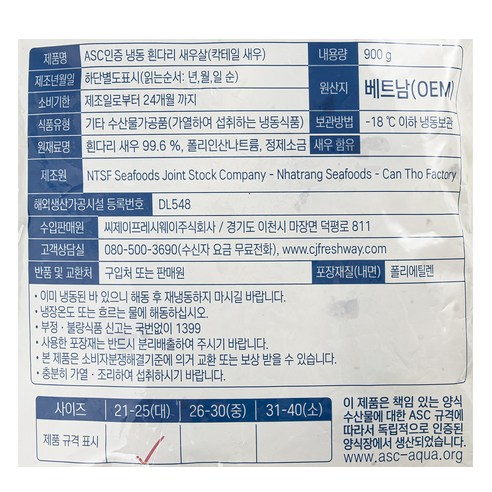 제품명 ASC인증 냉동 흰다리 새우살(칵테일 새우) 내용량 900 g
제조년월일 하단별도표시(읽는순서: 년,월,일 순)
원산지 베트남(OEM)
소비기한 제조일로부터 24개월 까지
식품유형 기타 수산물가공품(가열하여 섭취하는 냉동식품) 보관방법 -18 ℃ 이하 냉동보관
원재료명 흰다리 새우 99.6 %, 폴리인산나트륨, 정제소금 새우 함유
제조원 NTSF Seafoods Joint Stock Company - Nhatrang Seafoods - Can Tho Factory
해외생산가공시설 등록번호 DL548
수입판매원 씨제이프레시웨이주식회사 / 경기도 이천시 마장면 덕평로 811
고객상담실 080-500-3690(수신자 요금 무료전화), www.cjfreshway.com
반품 및 교환처 구입처 또는 판매원 포장재질(내면) 폴리에틸렌
• 이미 냉동된 바 있으니 해동 후 재냉동하지 마시길 바랍니다.
• 냉장온도 또는 흐르는 물에 해동하십시오.
• 부정 · 불량식품 신고는 국번없이 1399
• 사용한 포장재는 반드시 분리배출하여 주시기 바랍니다.
• 본 제품은 소비자분쟁해결기준에 의거 교환 또는 보상 받을 수 있습니다.
• 충분히 가열 · 조리하여 섭취하시기 바랍니다.
사이즈 21-25(대) 26-30(중) 31-40(소)
제품 규격 표시
이 제품은 책임 있는 양식
수산물에 대한 ASC 규격에
따라서 독립적으로 인증된
양식장에서 생산되었습니다.
www.asc-aqua.org